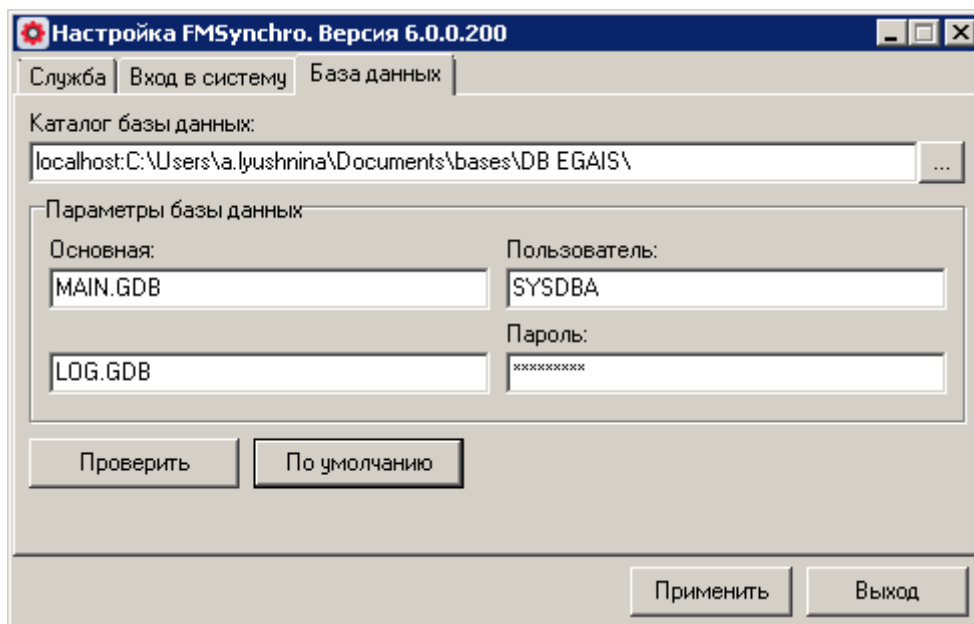 Настройка FMSynchro. Версия 6.0.0.200
Служба Вход в систему База данных
Каталог базы данных:
localhost:C:\Users\a.lyushnina\Documents\bases\DB EGAIS\ ...
Параметры базы данных
Основная: Пользователь:
MAIN.GDB SYSDBA
Пароль:
LOG.GDB *********
Проверить По умолчанию
Применить Выход